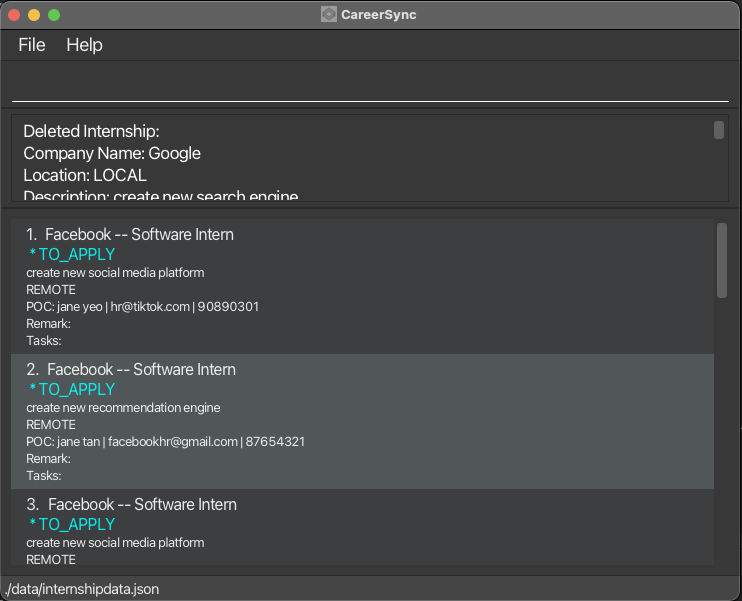 CareerSync
File Help
Deleted Internship:
Company Name: Google
Location: LOCAL
Description: create new search engine
1. Facebook -- Software Intern
* TO_APPLY
create new social media platform
REMOTE
POC: jane yeo | hr@tiktok.com | 90890301
Remark:
Tasks:
2. Facebook -- Software Intern
* TO_APPLY
create new recommendation engine
REMOTE
POC: jane tan | facebookhr@gmail.com | 87654321
Remark:
Tasks:
3. Facebook -- Software Intern
* TO_APPLY
create new social media platform
REMOTE
./data/internshipdata.json